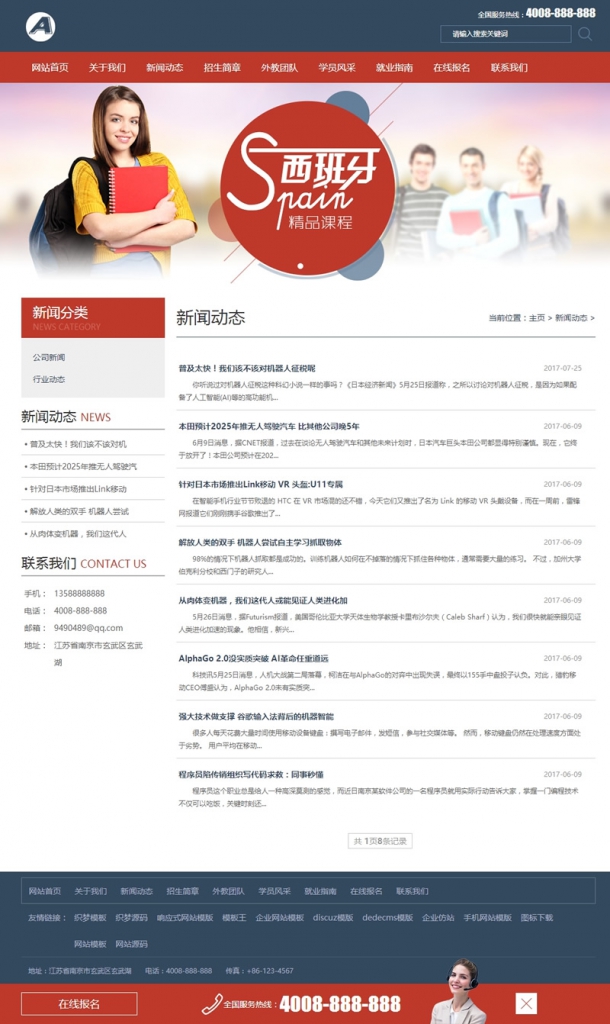 A
全国服务热线：4008-888-888
请输入搜索关键词
网站首页 关于我们 新闻动态 招生简章 外教团队 学员风采 就业指南 在线报名 联系我们
西班牙
Spain
精品课程
新闻分类
NEWS CATEGORY
公司新闻
行业动态
新闻动态 NEWS
• 普及太快！我们该不该对机
• 本田预计2025年推无人驾驶汽
• 针对日本市场推出Link移动
• 解放人类的双手 机器人尝试
• 从肉体变机器，我们这代人
联系我们 CONTACT US
手机： 13588888888
电话： 4008-888-888
邮箱： 9490489@qq.com
地址： 江苏省南京市玄武区玄武
湖
新闻动态
当前位置：主页 > 新闻动态 >
普及太快！我们该不该对机器人征税呢 2017-07-25
你听说过对机器人征税这种科幻小说一样的事吗？《日本经济新闻》5月25日报道称，之所以讨论对机器人征税，是因为如果配
备了人工智能(AI)等的高功能机...
本田预计2025年推无人驾驶汽车 比其他公司晚5年 2017-06-09
6月9日消息，据CNET报道，过去在谈论无人驾驶汽车和其他未来计划时，日本汽车巨头本田公司都显得特别谨慎。现在，它终
于放开了！本田公司预计在202...
针对日本市场推出Link移动 VR 头盔:U11专属 2017-06-09
在智能手机行业节节败退的 HTC 在 VR 市场混的还不错，今天它们又推出了名为 Link 的移动 VR 头戴设备，而在一周前，雷锋
网报道它们刚刚携手谷歌推出了...
解放人类的双手 机器人尝试自主学习抓取物体 2017-06-09
98%的情况下机器人抓取都是成功的。训练机器人如何在不掉落的情况下抓住各种物体，通常需要大量的练习。 不过，加州大学
伯克利分校和西门子的研究人...
从肉体变机器，我们这代人或能见证人类进化加 2017-06-09
5月26日消息，据Futurism报道，美国哥伦比亚大学天体生物学教授卡里布沙尔夫（Caleb Sharf）认为，我们很快就能亲眼见证
人类进化加速的现象。他相信，新兴...
AlphaGo 2.0没实质突破 AI革命任重道远 2017-06-09
科技讯5月25日消息，人机大战第二局落幕，柯洁在与AlphaGo的对弈中出现失误，最终以155手中盘投子认负。对此，猎豹移
动CEO傅盛认为，AlphaGo 2.0未有实质突...
强大技术做支撑 谷歌输入法背后的机器智能 2017-06-09
很多人每天花最大量时间使用移动设备键盘：撰写电子邮件，发短信，参与社交媒体等。 然而，移动键盘仍然在处理速度方面处
于劣势。 用户平均在移动...
程序员陷传销组织写代码求救：同事秒懂 2017-06-09
程序员这个职业总是给人一种高深莫测的感觉，而近日南京某软件公司的一名程序员就用实际行动告诉大家，掌握一门编程技术
不仅可以吃饭，关键时刻还...
共 1页8条记录
网站首页 关于我们 新闻动态 招生简章 外教团队 学员风采 就业指南 在线报名 联系我们
友情链接： 织梦模板 织梦源码 响应式网站模版 模板王 企业网站模板 discuz模版 dedecms模板 企业仿站 手机网站模版 图标下载
网站模板 网站源码
地址：江苏省南京市玄武区玄武湖 电话：4008-888-888 传真：+86-123-4567
在线报名
全国服务热线：4008-888-888